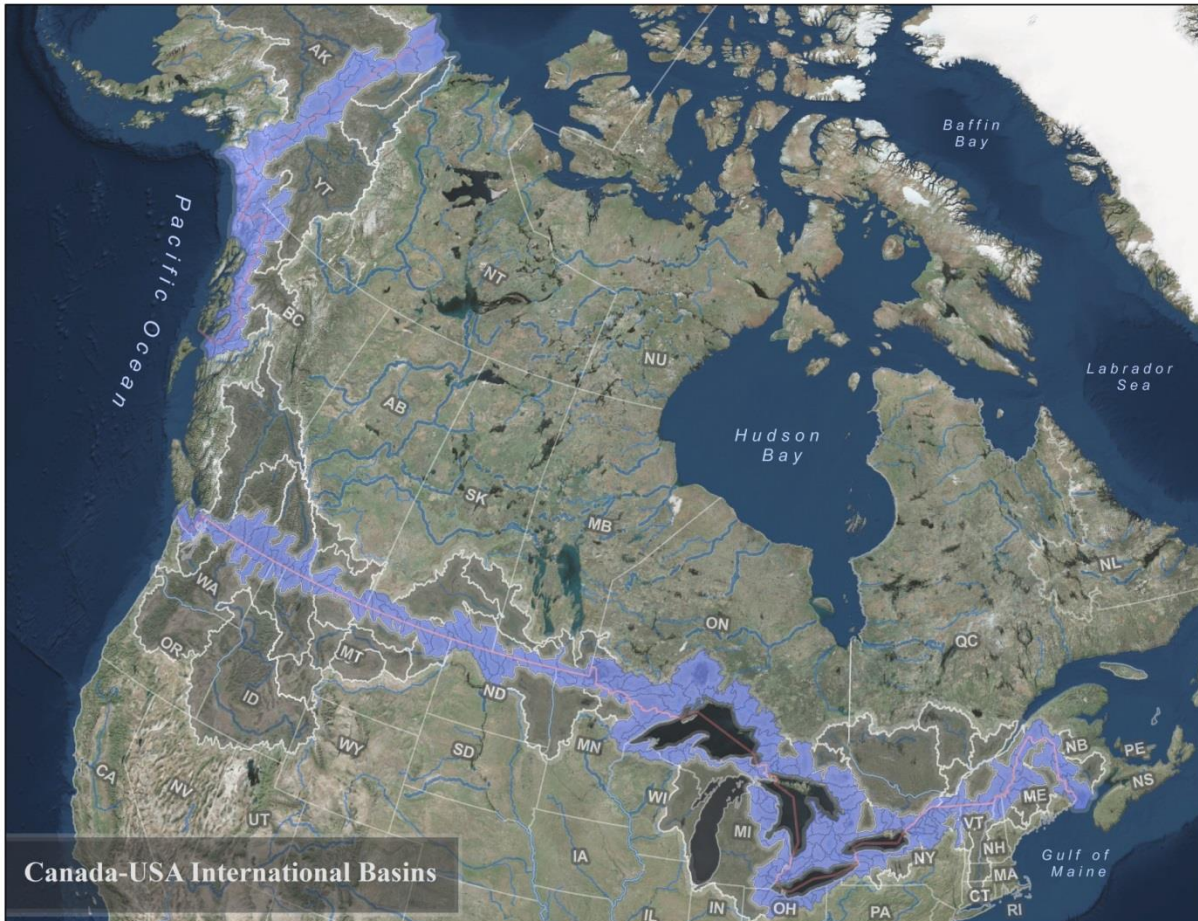 AK
Baffin
Bay
YT
Pacific Ocean
NT
BC
NU
Labrador
Sea
AB
Hudson
Bay
SK
MB
NL
WA
ON
QC
OR
MT
ID
ND
NB
PE
MN
WY
SD
NS
CA
WI
ME
NV
VT
UT
MI
NH
IA
NY
Gulf of
Maine
MA
Canada-USA International Basins
CT
IL
IN
OH
PA
RI